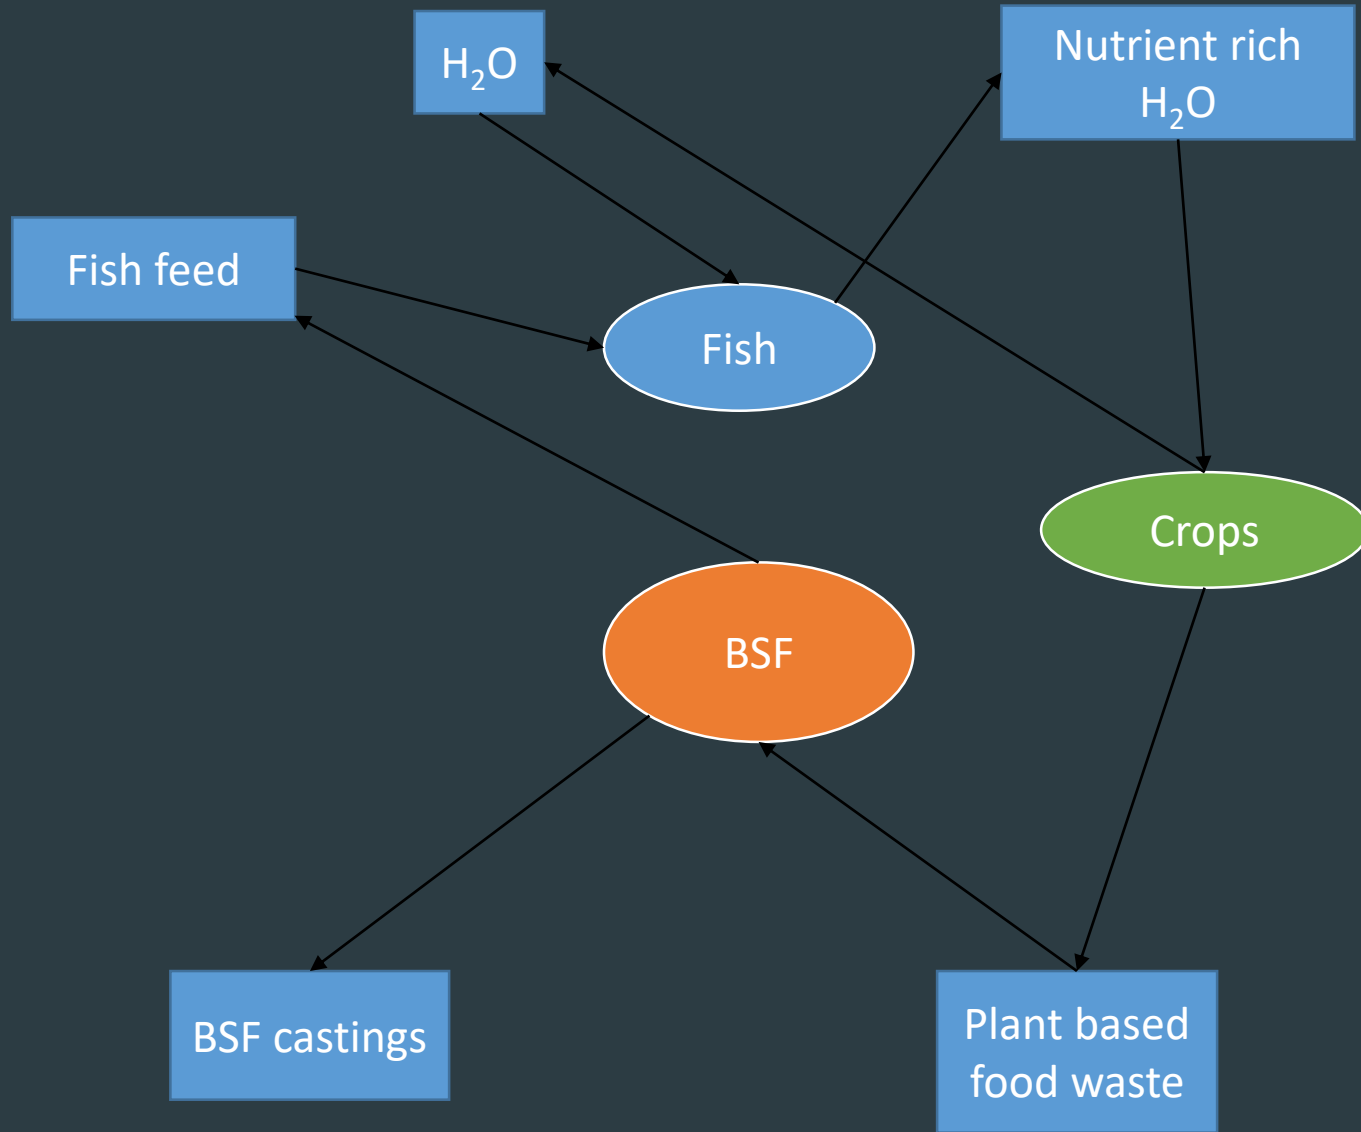 H₂O
Nutrient rich
H₂O
Fish feed
Fish
Crops
BSF
BSF castings
Plant based
food waste